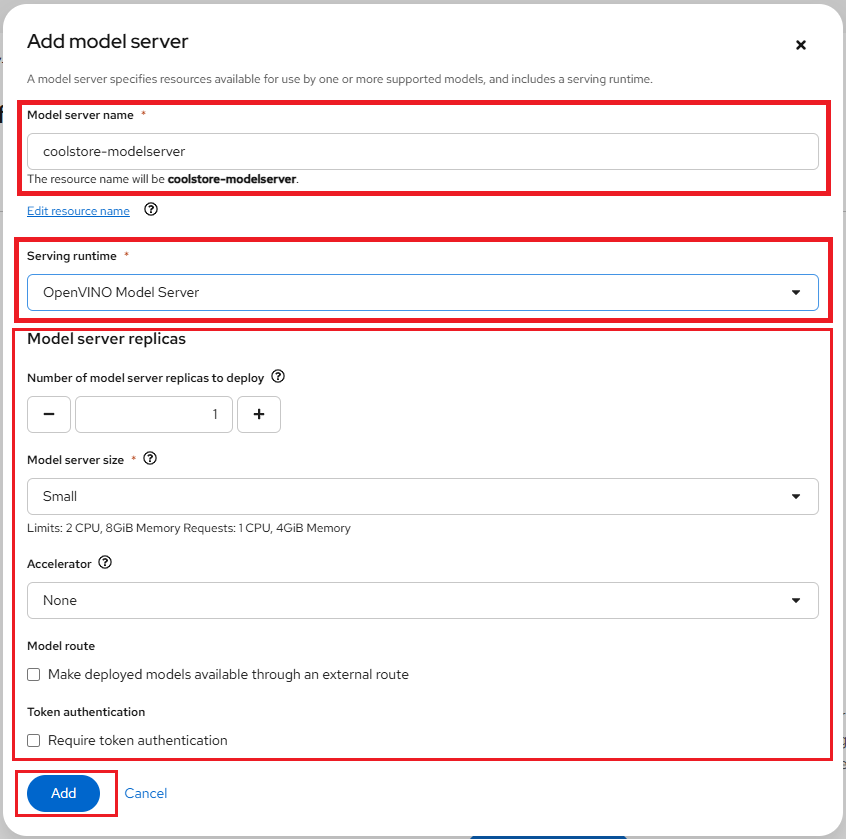 Add model server
A model server specifies resources available for use by one or more supported models, and includes a serving runtime.
Model server name *
coolstore-modelserver
The resource name will be coolstore-modelserver.
Edit resource name
Serving runtime *
OpenVINO Model Server
Model server replicas
Number of model server replicas to deploy
1
Model server size *
Small
Limits: 2 CPU, 8GiB Memory Requests: 1 CPU, 4GiB Memory
Accelerator
None
Model route
Make deployed models available through an external route
Token authentication
Require token authentication
Add Cancel